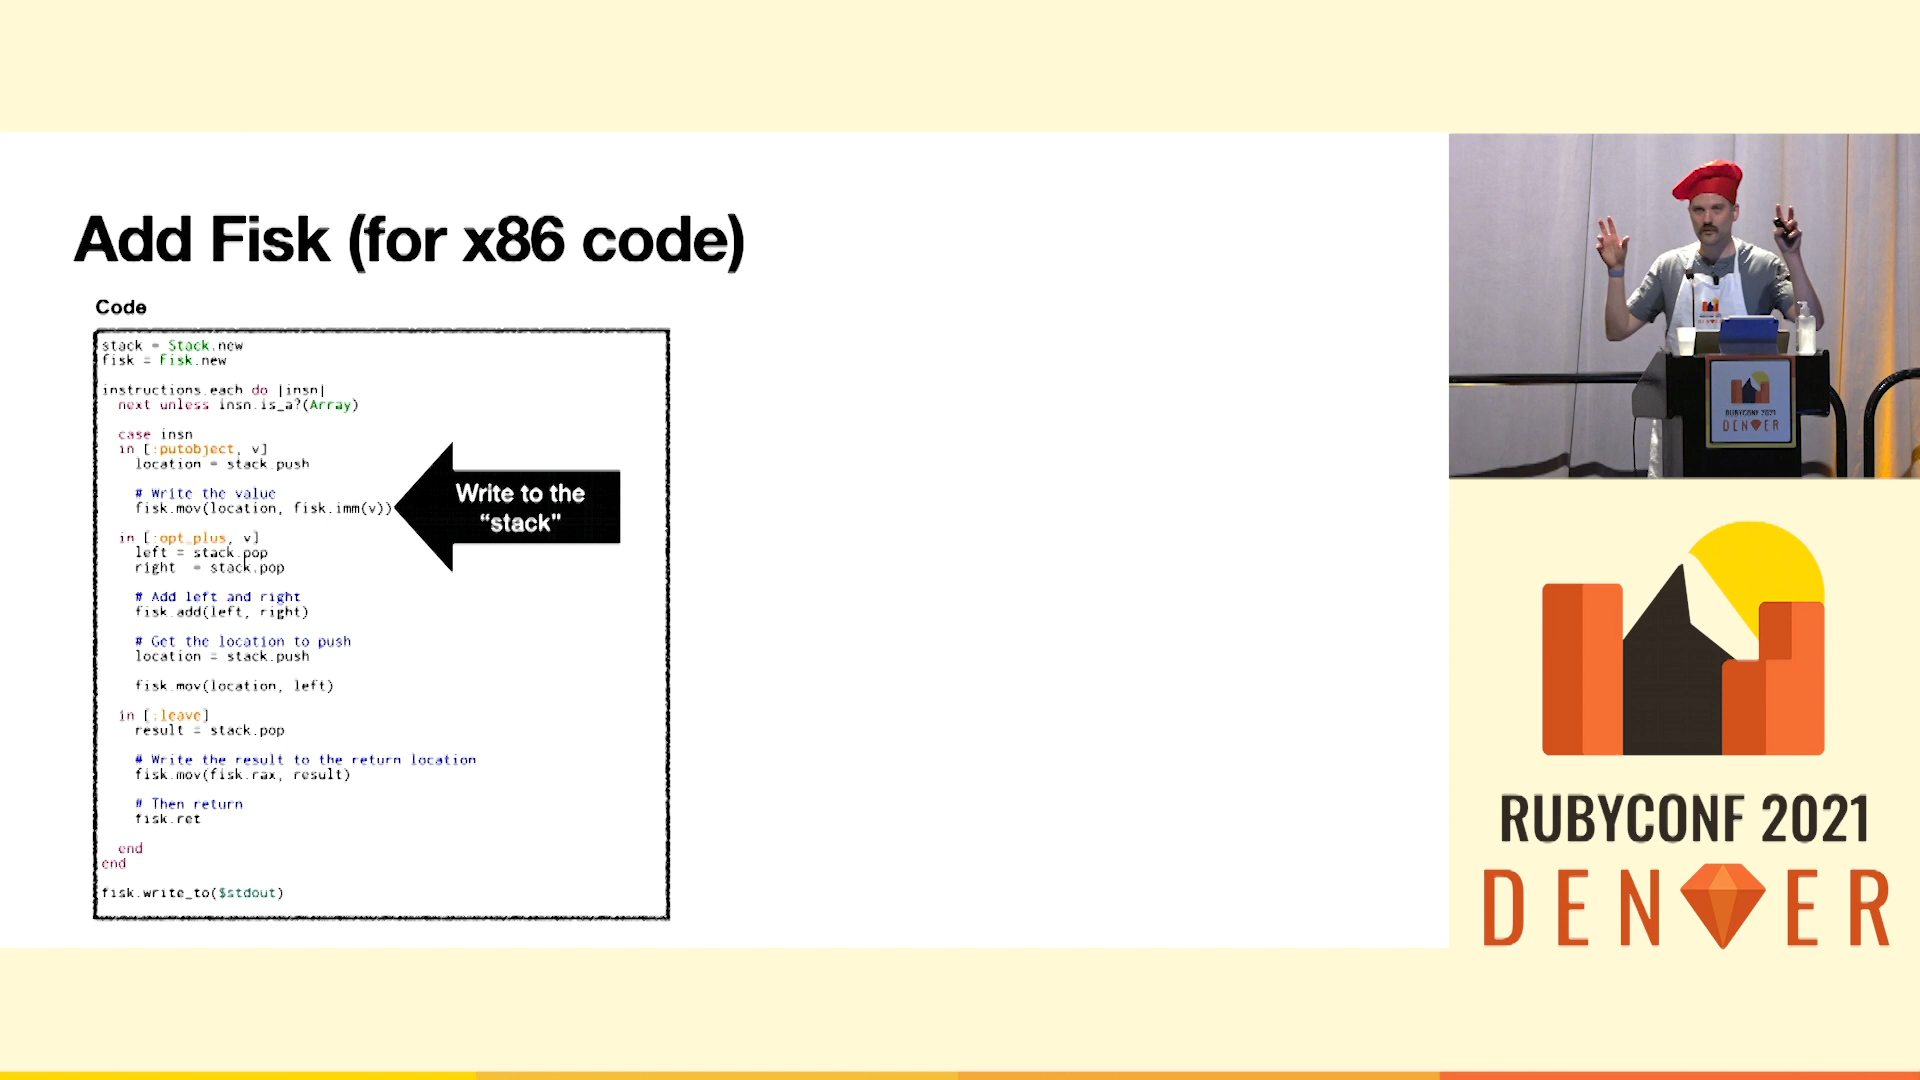 Add Fisk (for x86 code)
Code
stack = Stack.new
fisk = Fisk.new
instructions.each do |insn|
next unless insn.is_a?(Array)
case insn
in [:putobject, v]
location = stack.push
# Write the value
fisk.mov(location, fisk.imm(v))
in [:opt_plus, v]
left = stack.pop
right  = stack.pop
# Add left and right
fisk.add(left, right)
# Get the location to push
location = stack.push
fisk.mov(location, left)
in [:leave]
result = stack.pop
# Write the result to the return location
fisk.mov(fisk.rax, result)
# Then return
fisk.ret
end
end
fisk.write_to($stdout)
Write to the
“stack”
RUBYCONF 2021
DENVER
RUBYCONF 2021
DENVER